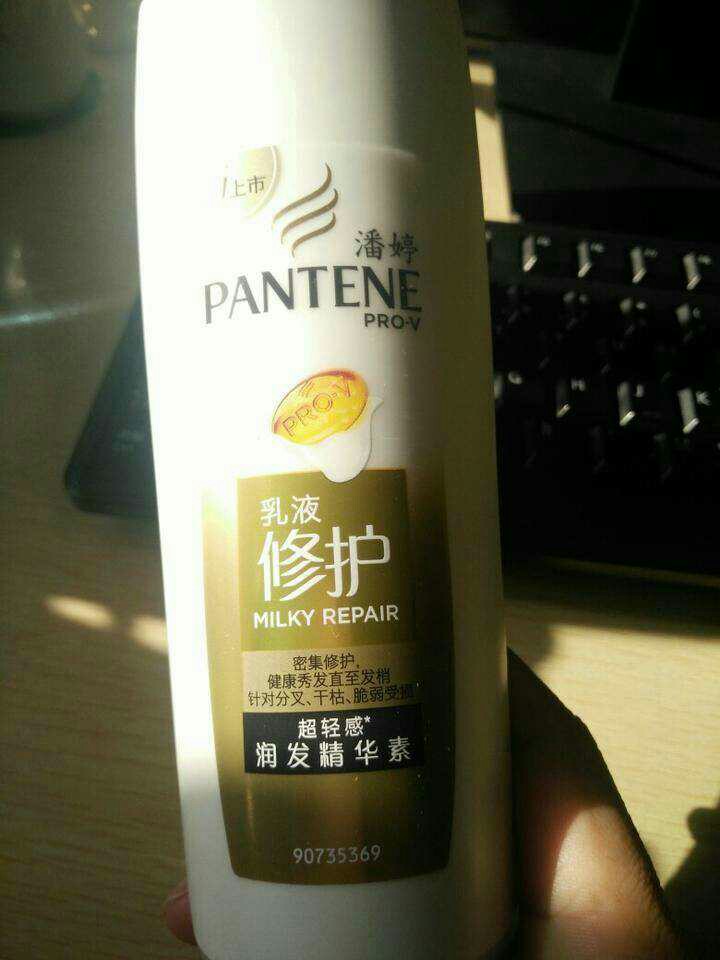 上市
潘婷
PANTENE
PRO-V
PRO-V
乳液
修护
MILKY REPAIR
密集修护,
健康秀发直至发梢
针对分叉、干枯、脆弱受损
超轻感*
润发精华素
90735369
G
H
J
K